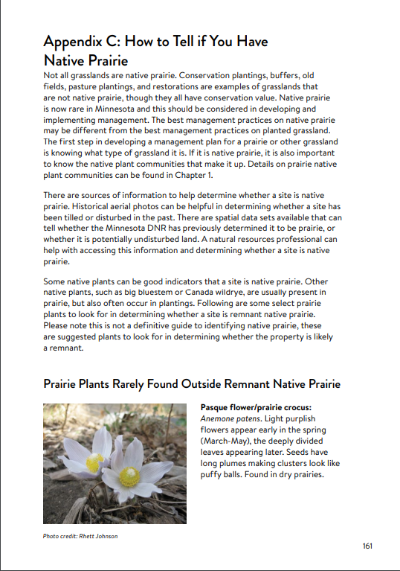 Appendix C: How to Tell if You Have
Native Prairie
Not all grasslands are native prairie. Conservation plantings, buffers, old
fields, pasture plantings, and restorations are examples of grasslands that
are not native prairie, though they all have conservation value. Native prairie
is now rare in Minnesota and this should be considered in developing and
implementing management. The best management practices on native prairie
may be different from the best management practices on planted grassland.
The first step in developing a management plan for a prairie or other grassland
is knowing what type of grassland it is. If it is native prairie, it is also important
to know the native plant communities that make it up. Details on prairie native
plant communities can be found in Chapter 1.
There are sources of information to help determine whether a site is native
prairie. Historical aerial photos can be helpful in determining whether a site has
been tilled or disturbed in the past. There are spatial data sets available that can
tell whether the Minnesota DNR has previously determined it to be prairie, or
whether it is potentially undisturbed land. A natural resources professional can
help with accessing this information and determining whether a site is native
prairie.
Some native plants can be good indicators that a site is native prairie. Other
native plants, such as big bluestem or Canada wildrye, are usually present in
prairie, but also often occur in plantings. Following are some select prairie
plants to look for in determining whether a site is remnant native prairie.
Please note this is not a definitive guide to identifying native prairie, these
are suggested plants to look for in determining whether the property is likely
a remnant.
Prairie Plants Rarely Found Outside Remnant Native Prairie
Pasque flower/prairie crocus:
Anemone patens. Light purplish
flowers appear early in the spring
(March-May), the deeply divided
leaves appearing later. Seeds have
long plumes making clusters look like
puffy balls. Found in dry prairies.
Photo credit: Rhett Johnson
161